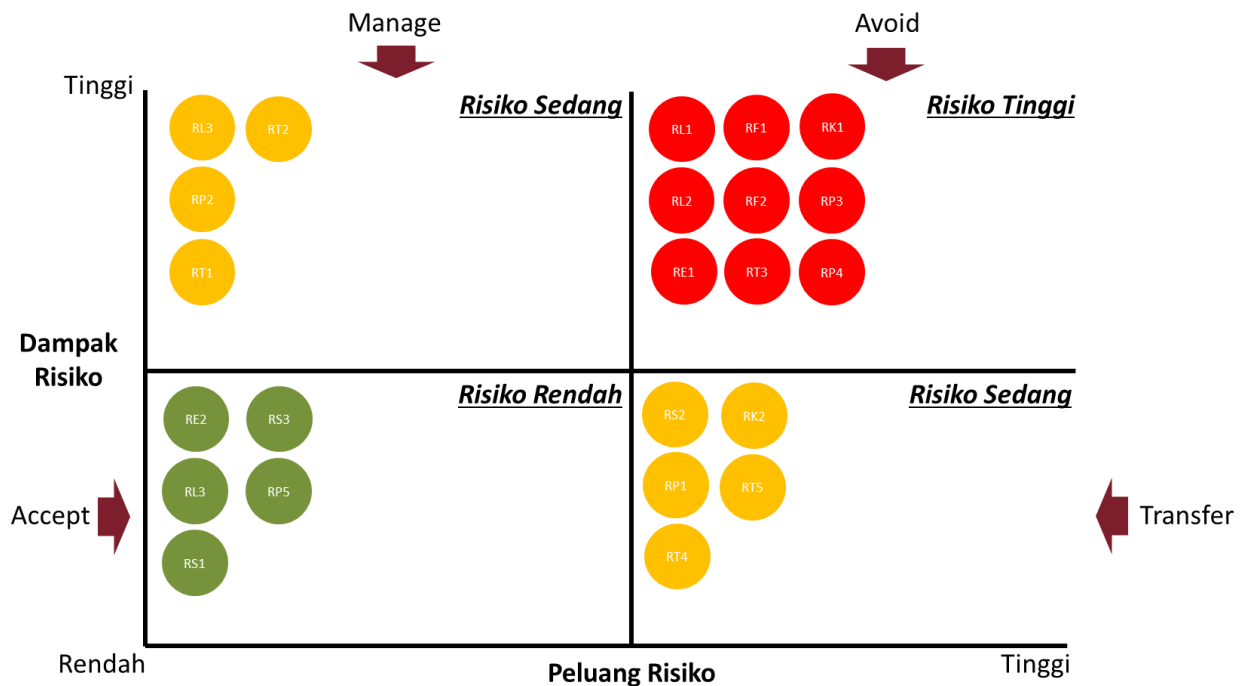 Manage
Avoid
Tinggi
Risiko Sedang
Risiko Tinggi
RL3
RT2
RP2
RT1
RL1
RF1
RK1
RL2
RF2
RP3
RE1
RT3
RP4
Dampak
Risiko
Risiko Rendah
Risiko Sedang
RE2
RS3
RL3
RP5
RS1
RS2
RK2
RP1
RT5
RT4
Accept
Transfer
Rendah
Peluang Risiko
Tinggi